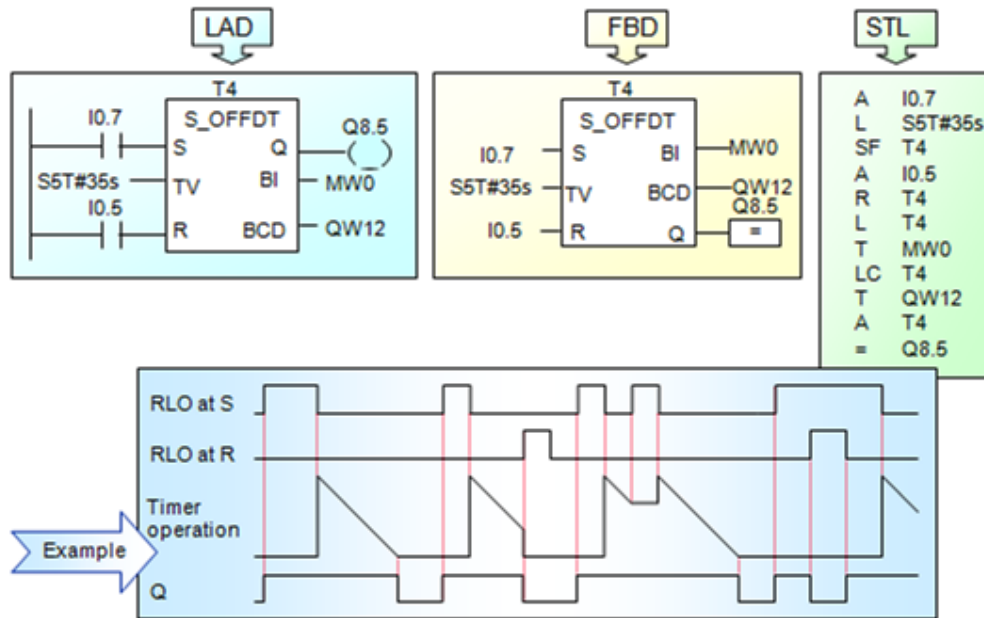 LAD
FBD
STL
T4
S_OFFDT
I0.7
S
Q
Q8.5
S5T#35s
TV
BI
MW0
I0.5
R
BCD
QW12
T4
S_OFFDT
I0.7
S
BI
MW0
S5T#35s
TV
BCD
QW12
Q8.5
I0.5
R
Q
=
A I0.7
L S5T#35s
SF T4
A I0.5
R T4
L T4
T MW0
LC T4
T QW12
A T4
= Q8.5
RLO at S
RLO at R
Timer
operation
Example
Q